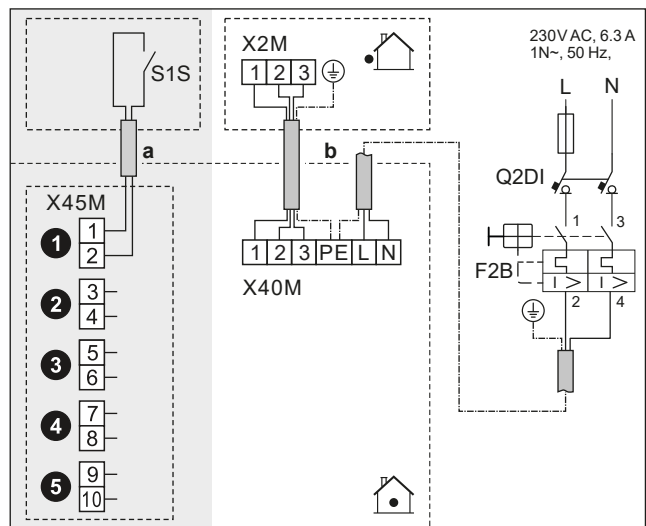 S1S
a
X45M
1
1
2
2
3
4
3
5
6
4
7
8
5
9
10
X2M
1 2 3
b
1 2 3 PE L N
X40M
230V AC, 6.3 A
1N~, 50 Hz,
L N
Q2DI
1 3
F2B
I > I >
2 4